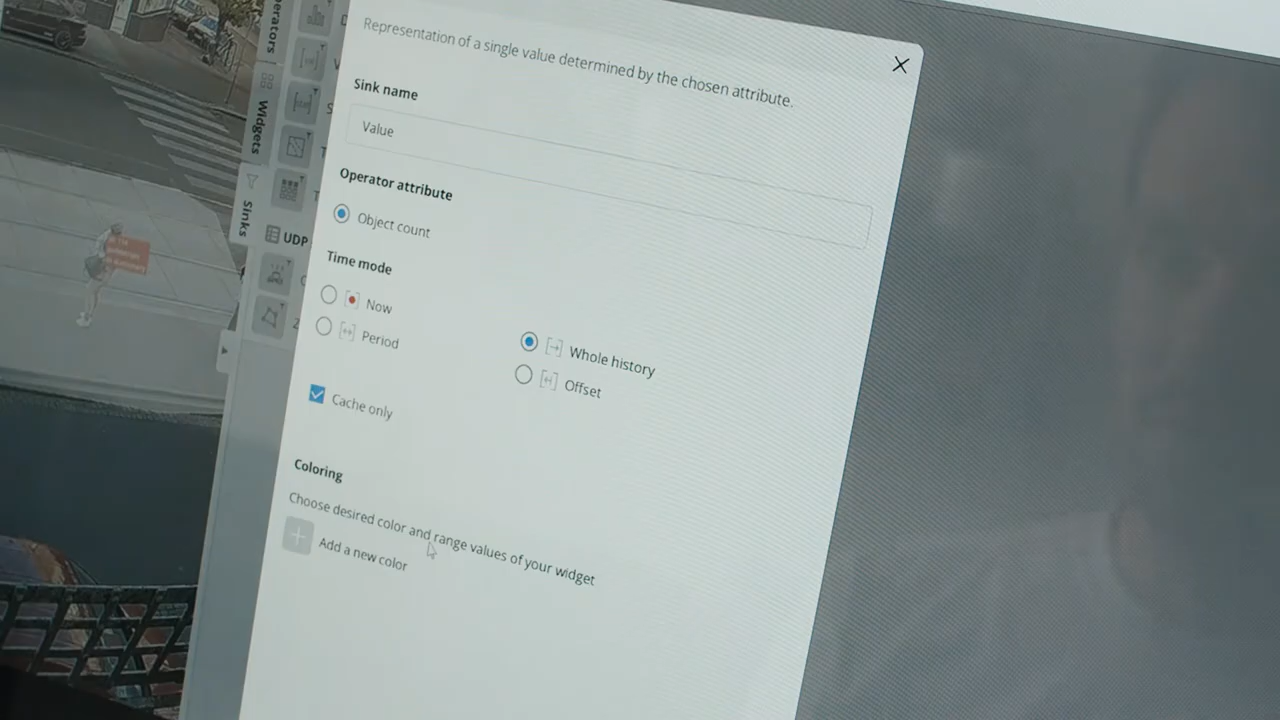 Representation of a single value determined by the chosen attribute.
Sink name
Value
Operator attribute
Object count
Time mode
Now
Period
Whole history
Offset
Cache only
Coloring
Choose desired color and range values of your widget
Add a new color
Widgets
Sinks
UDP